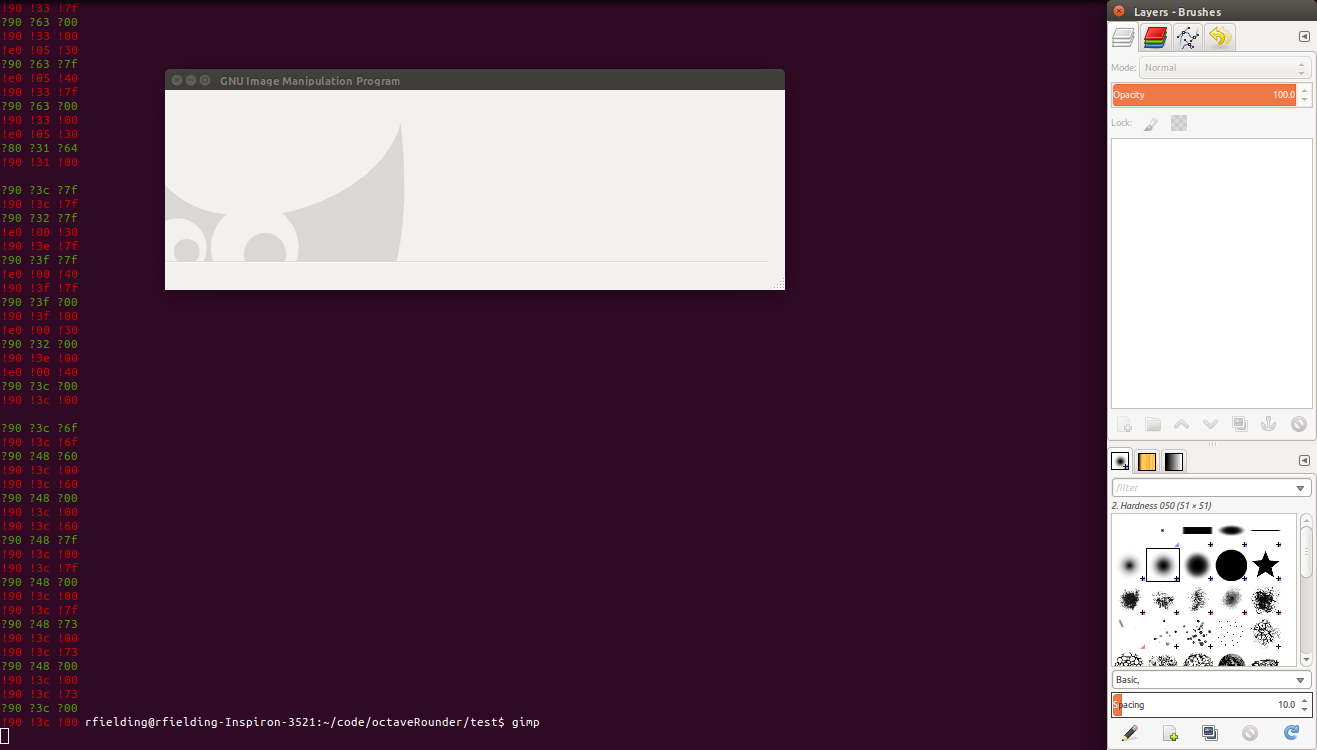 !90 !33 !7f
?90 ?63 ?00
!90 !33 !00
!e0 !05 !30
?90 ?63 ?7f
!e0 !05 !40
!90 !33 !7f
?90 ?63 ?00
!90 !33 !00
!e0 !05 !30
?80 ?31 ?64
!90 !31 !00
?90 ?3c ?7f
!90 !3c !7f
?90 ?32 ?7f
!e0 !00 !30
!90 !3e !7f
?90 ?3f ?7f
!e0 !00 !40
!90 !3f !7f
?90 ?3f ?00
!90 !3f !00
!e0 !00 !30
?90 ?32 ?00
!90 !3e !00
!e0 !00 !40
?90 ?3c ?00
!90 !3c !00
?90 ?3c ?6f
!90 !3c !6f
?90 ?48 ?60
!90 !3c !00
!90 !3c !60
?90 ?48 ?00
!90 !3c !00
!90 !3c !60
?90 ?48 ?7f
!90 !3c !00
!90 !3c !7f
?90 ?48 ?00
!90 !3c !00
!90 !3c !7f
?90 ?48 ?73
!90 !3c !00
!90 !3c !73
?90 ?48 ?00
!90 !3c !00
!90 !3c !73
?90 ?3c ?00
!90 !3c !00 rfielding@rfielding-Inspiron-3521:~/code/octaveRounder/test$ gimp
GNU Image Manipulation Program
Layers - Brushes
Mode: Normal
Opacity 100.0
Lock:
filter
2. Hardness 050 (51 × 51)
Basic,
Spacing 10.0